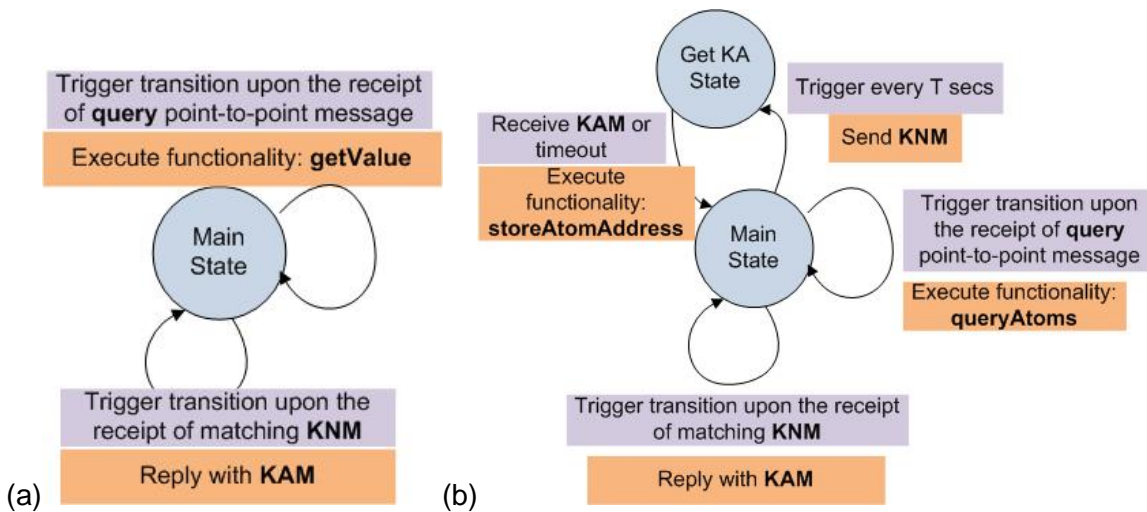 Trigger transition upon the receipt
of query point-to-point message
Execute functionality: getValue
Main
State
Trigger transition upon the
receipt of matching KNM
Reply with KAM
(a)
Get KA
State
Trigger every T secs
Send KNM
Receive KAM or
timeout
Execute
functionality:
storeAtomAddress
Main
State
Trigger transition upon
the receipt of query
point-to-point message
Execute functionality:
queryAtoms
Trigger transition upon the receipt
of matching KNM
Reply with KAM
(b)